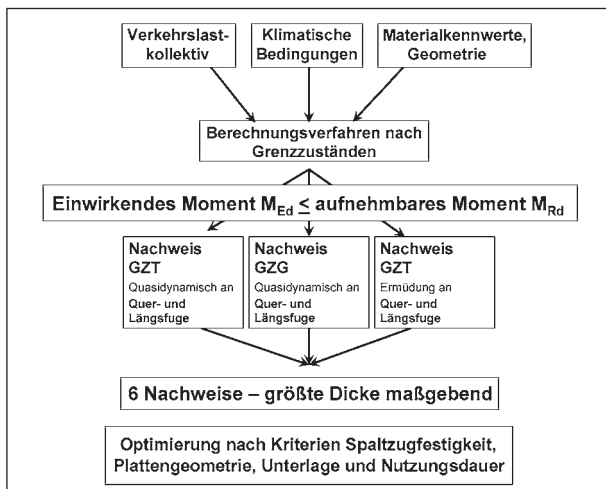 Verkehrslast-
kollektiv
Klimatische
Bedingungen
Materialkennwerte,
Geometrie
Berechnungsverfahren nach
Grenzzuständen
Einwirkendes Moment M_Ed ≤ aufnehmbares Moment M_Rd
Nachweis
GZT
Quasidynamisch an
Quer- und
Längsfuge
Nachweis
GZG
Quasidynamisch an
Quer- und
Längsfuge
Nachweis
GZT
Ermüdung an
Quer- und
Längsfuge
6 Nachweise – größte Dicke maßgebend
Optimierung nach Kriterien Spaltzugfestigkeit,
Plattengeometrie, Unterlage und Nutzungsdauer